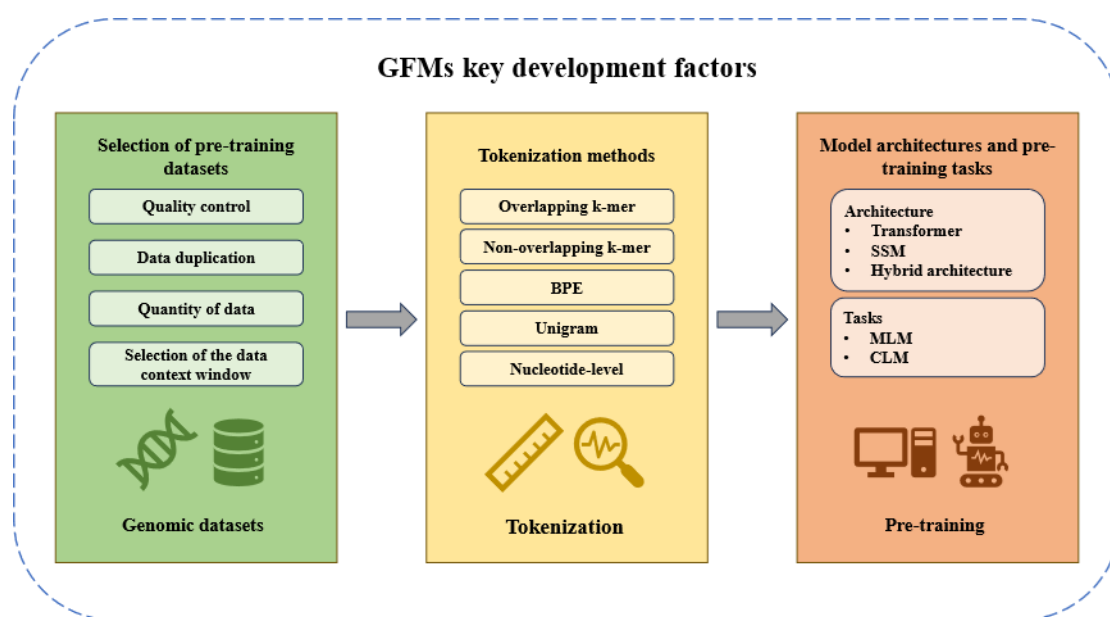 GFMs key development factors
Selection of pre-training
datasets
Quality control
Data duplication
Quantity of data
Selection of the data
context window
Genomic datasets
Tokenization methods
Overlapping k-mer
Non-overlapping k-mer
BPE
Unigram
Nucleotide-level
Tokenization
Model architectures and pre-
training tasks
Architecture
• Transformer
• SSM
• Hybrid architecture
Tasks
• MLM
• CLM
Pre-training